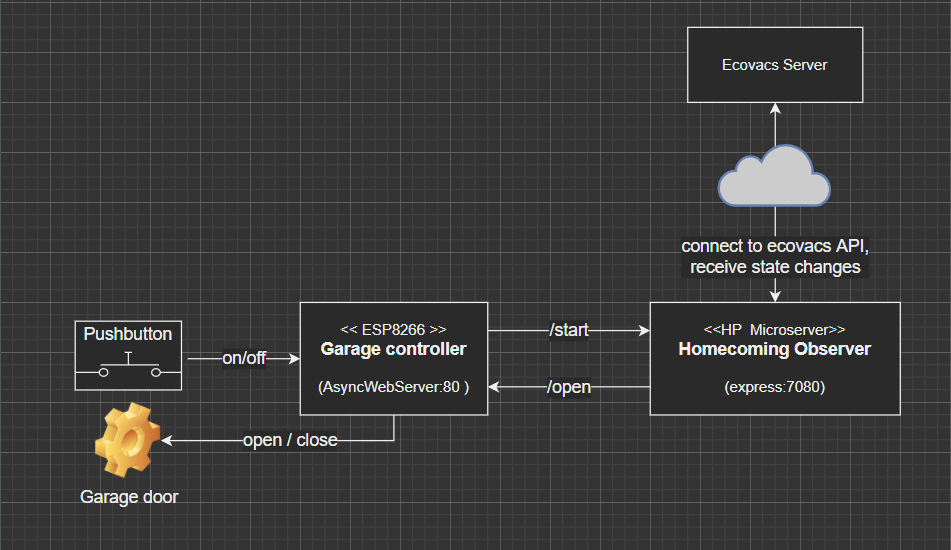 Ecovacs Server
connect to ecovacs API,
receive state changes
Pushbutton
on/off
<< ESP8266 >>
Garage controller
(AsyncWebServer:80 )
/start
/open
<<HP Microserver>>
Homecoming Observer
(express:7080)
open / close
Garage door